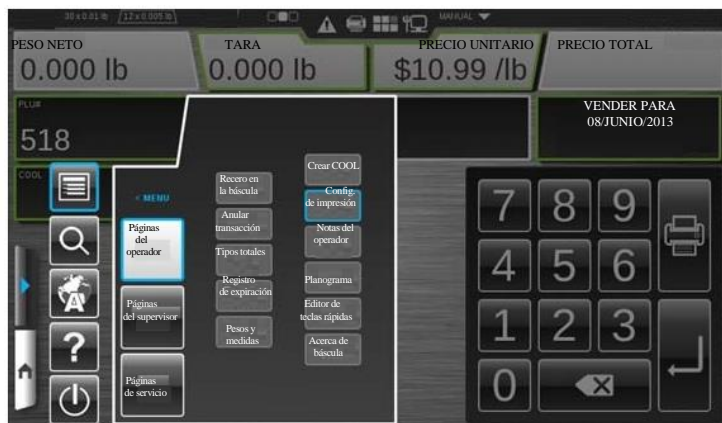 30 x 0.01 lb
12 x 0.005 lb
MANUAL
PESO NETO
0.000 lb
TARA
0.000 lb
PRECIO UNITARIO
$10.99 /lb
PRECIO TOTAL
PLU#
518
VENDER PARA
08/JUNIO/2013
COOL
< MENU
Páginas
del
operador
Páginas
del supervisor
Páginas
de servicio
Recero en
la báscula
Anular
transacción
Tipos totales
Registro
de expiración
Pesos y
medidas
Crear COOL
Config.
de impresión
Notas del
operador
Planograma
Editor de
teclas rápidas
Acerca de
báscula
A
?
7 8 9
4 5 6
1 2 3
0